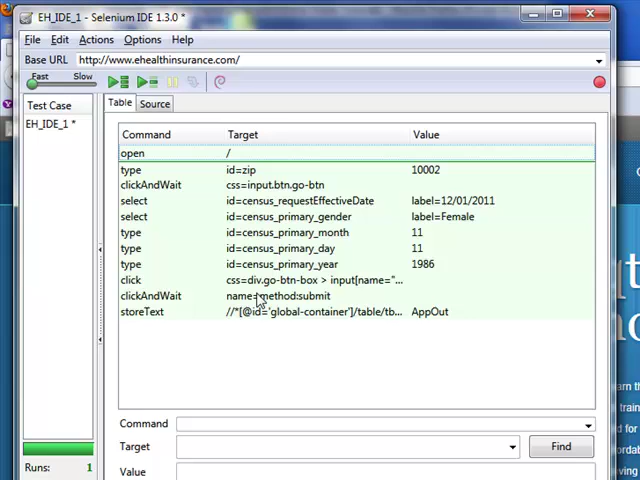 EH_IDE_1 - Selenium IDE 1.3.0 *
File Edit Actions Options Help
Base URL http://www.ehealthinsurance.com/
Fast Slow
Test Case Table Source
EH_IDE_1 *
Command Target Value
open /
type id=zip 10002
clickAndWait css=input.btn.go-btn
select id=census_requestEffectiveDate label=12/01/2011
select id=census_primary_gender label=Female
type id=census_primary_month 11
type id=census_primary_day 11
type id=census_primary_year 1986
click css=div.go-btn-box > input[name="...
clickAndWait name=method:submit
storeText //*[@id='global-container']/table/tb... AppOut
Command
Target Find
Value
Runs: 1